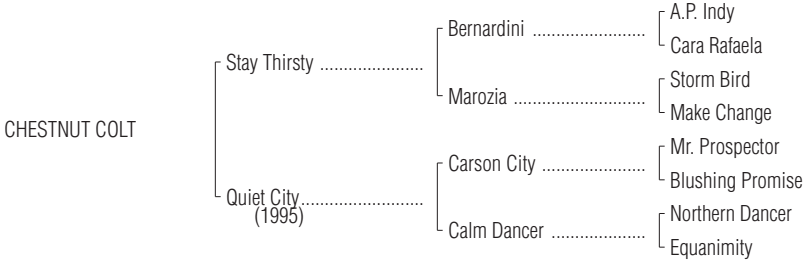 A.P. Indy
Bernardini ........................
Cara Rafaela
Stay Thirsty ......................
Storm Bird
Marozia ............................
Make Change
CHESTNUT COLT
Mr. Prospector
Carson City ......................
Blushing Promise
Quiet City..........................
(1995)
Northern Dancer
Calm Dancer ....................
Equanimity